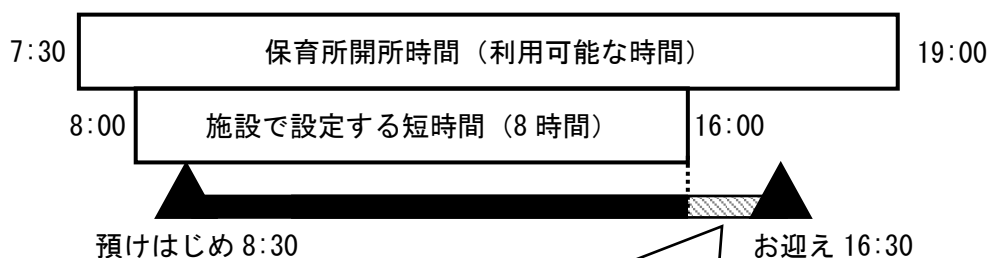 7:30 保育所開所時間（利用可能な時間） 19:00
8:00 施設で設定する短時間（8 時間） 16:00
預けはじめ 8:30 お迎え 16:30